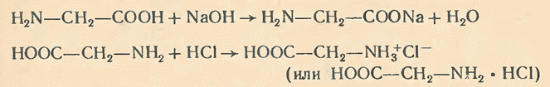 H₂N—CH₂—COOH + NaOH → H₂N—CH₂—COONa + H₂O
HOOC—CH₂—NH₂ + HCl → HOOC—CH₂—NH₃⁺Cl⁻
(или HOOC—CH₂—NH₂ • HCl)